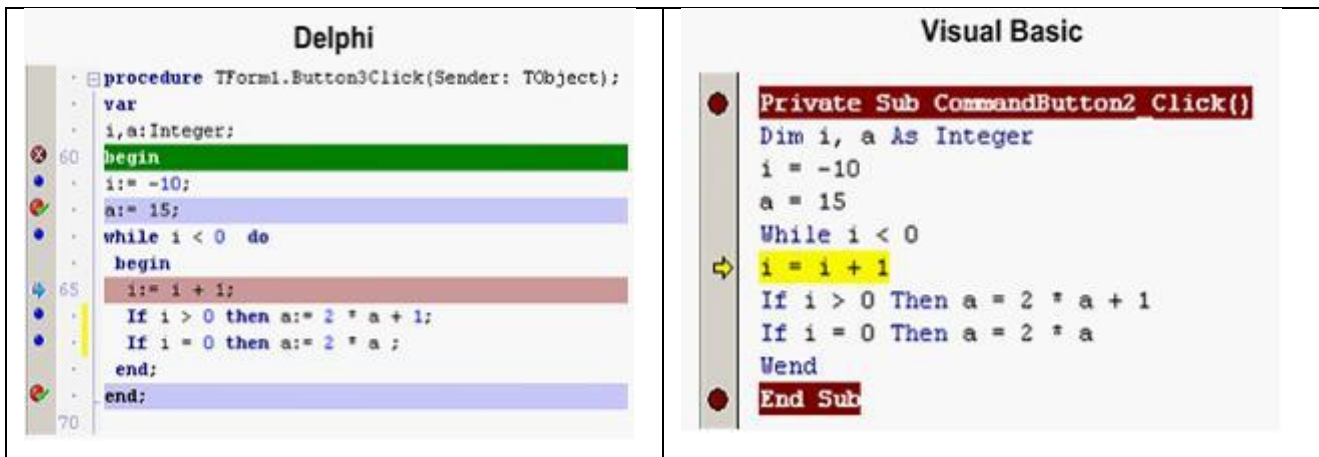 Delphi
procedure TForm1.Button3Click(Sender: TObject);
var
i,a:Integer;
60 begin
i:= -10;
a:= 15;
while i < 0 do
begin
65 i:= i + 1;
If i > 0 then a:= 2 * a + 1;
If i = 0 then a:= 2 * a ;
end;
end;
70
Visual Basic
Private Sub CommandButton2_Click()
Dim i, a As Integer
i = -10
a = 15
While i < 0
i = i + 1
If i > 0 Then a = 2 * a + 1
If i = 0 Then a = 2 * a
Wend
End Sub